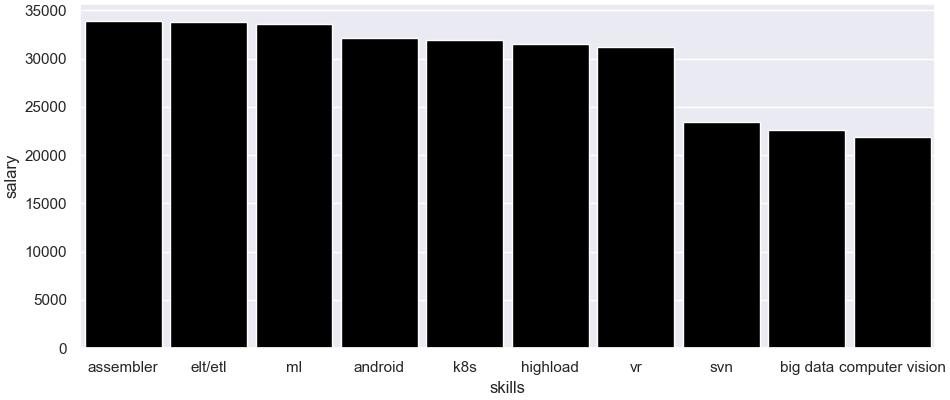 35000
30000
25000
20000
15000
10000
5000
0
salary
assembler elt/etl ml android k8s highload vr svn big data computer vision
skills